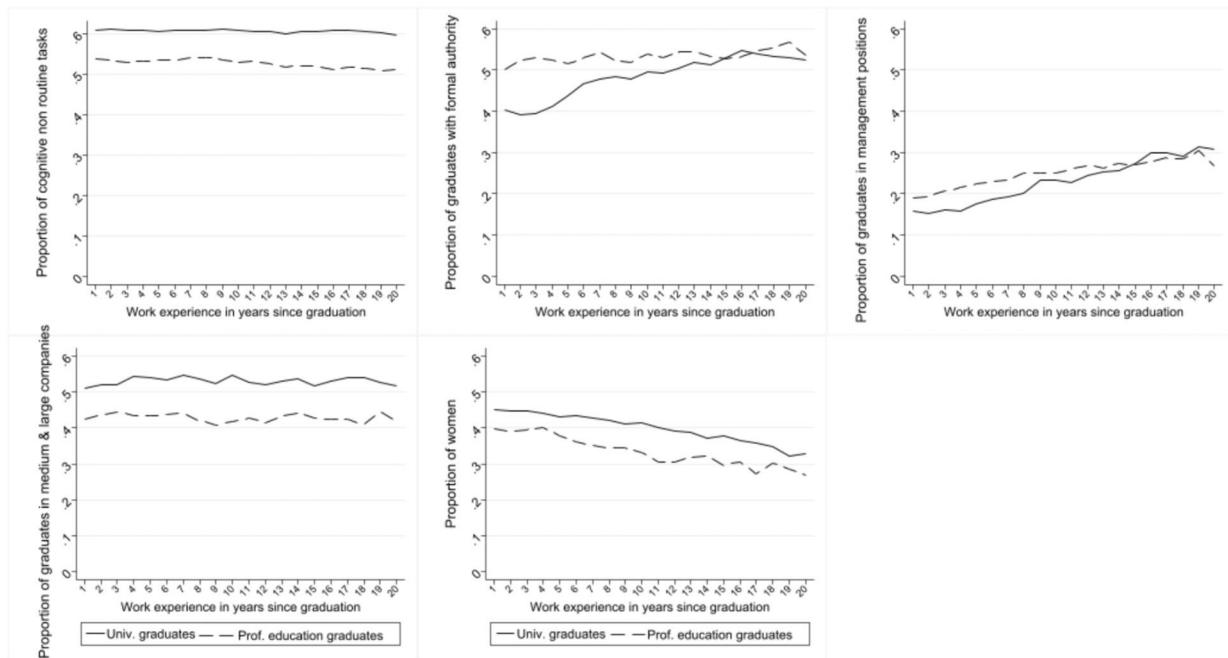 Proportion of cognitive non routine tasks
.6
.5
.4
.3
.2
.1
0
1 2 3 4 5 6 7 8 9 10 11 12 13 14 15 16 17 18 19 20
Work experience in years since graduation
Proportion of graduates with formal authority
.6
.5
.4
.3
.2
.1
0
1 2 3 4 5 6 7 8 9 10 11 12 13 14 15 16 17 18 19 20
Work experience in years since graduation
Proportion of graduates in management positions
.6
.5
.4
.3
.2
.1
0
1 2 3 4 5 6 7 8 9 10 11 12 13 14 15 16 17 18 19 20
Work experience in years since graduation
Proportion of graduates in medium & large companies
.6
.5
.4
.3
.2
.1
0
1 2 3 4 5 6 7 8 9 10 11 12 13 14 15 16 17 18 19 20
Work experience in years since graduation
Univ. graduates Prof. education graduates
Proportion of women
.6
.5
.4
.3
.2
.1
0
1 2 3 4 5 6 7 8 9 10 11 12 13 14 15 16 17 18 19 20
Work experience in years since graduation
Univ. graduates Prof. education graduates